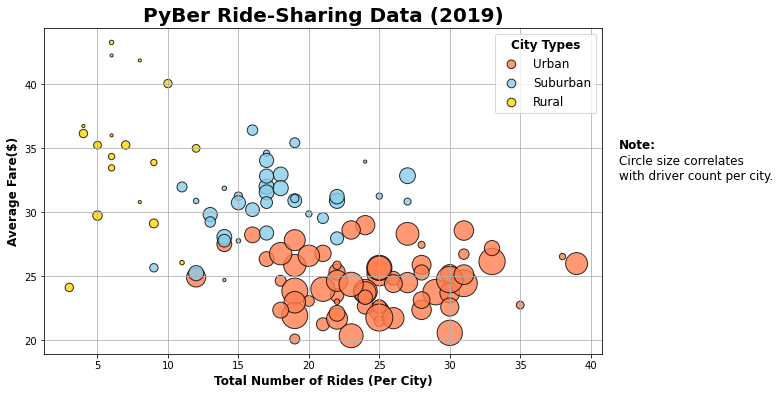 PyBer Ride-Sharing Data (2019)
City Types
Urban
Suburban
Rural
Note:
Circle size correlates
with driver count per city.
Average Fare($)
40
35
30
25
20
5
10
15
20
25
30
35
40
Total Number of Rides (Per City)